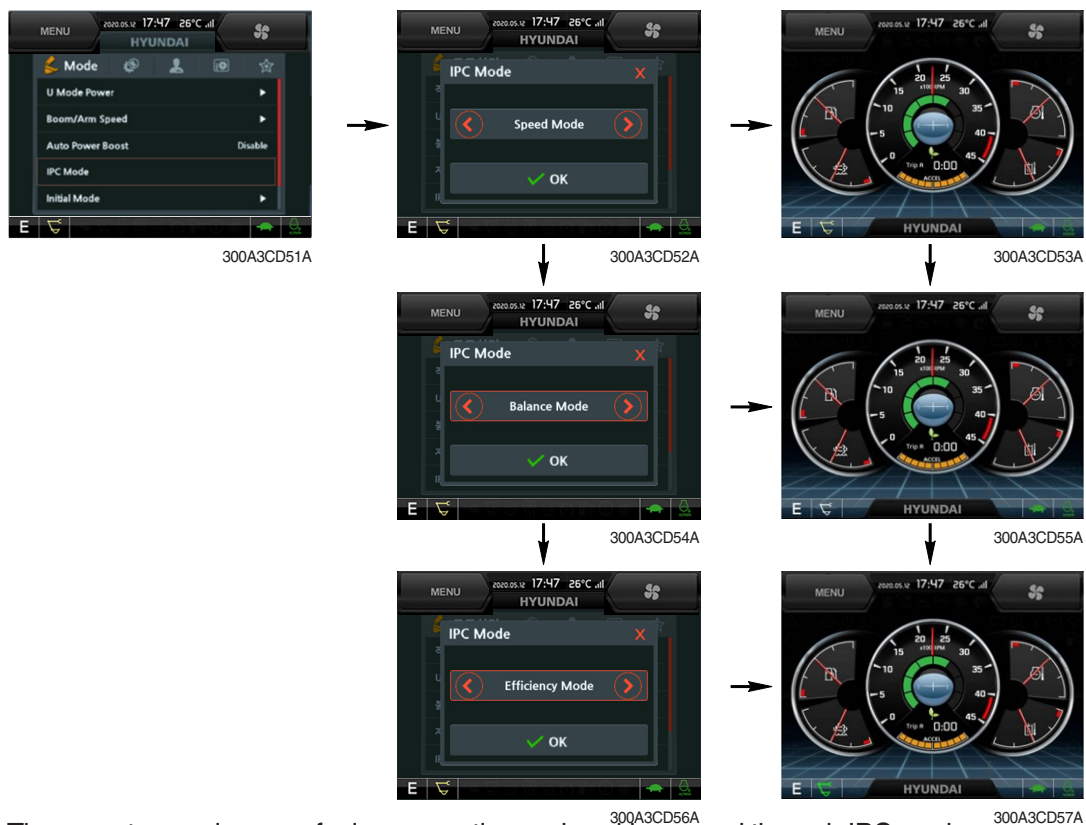 MENU
2020.05.12 17:47 26°C
HYUNDAI
Mode
U Mode Power
Boom/Arm Speed
Auto Power Boost Disable
IPC Mode
Initial Mode
E
300A3CD51A
MENU
2020.05.12 17:47 26°C
HYUNDAI
IPC Mode X
Speed Mode
OK
E
300A3CD52A
MENU
2020.05.12 17:47 26°C
0 5 10 15 20 25 30 35 40 45
x100 RPM
Trip A 0:00
ACCEL
E
HYUNDAI
300A3CD53A
MENU
2020.05.12 17:47 26°C
HYUNDAI
IPC Mode X
Balance Mode
OK
E
300A3CD54A
MENU
2020.05.12 17:47 26°C
0 5 10 15 20 25 30 35 40 45
x100 RPM
Trip A 0:00
ACCEL
E
HYUNDAI
300A3CD55A
MENU
2020.05.12 17:47 26°C
HYUNDAI
IPC Mode X
Efficiency Mode
OK
E
300A3CD56A
MENU
2020.05.12 17:47 26°C
0 5 10 15 20 25 30 35 40 45
x100 RPM
Trip A 0:00
ACCEL
E
HYUNDAI
300A3CD57A